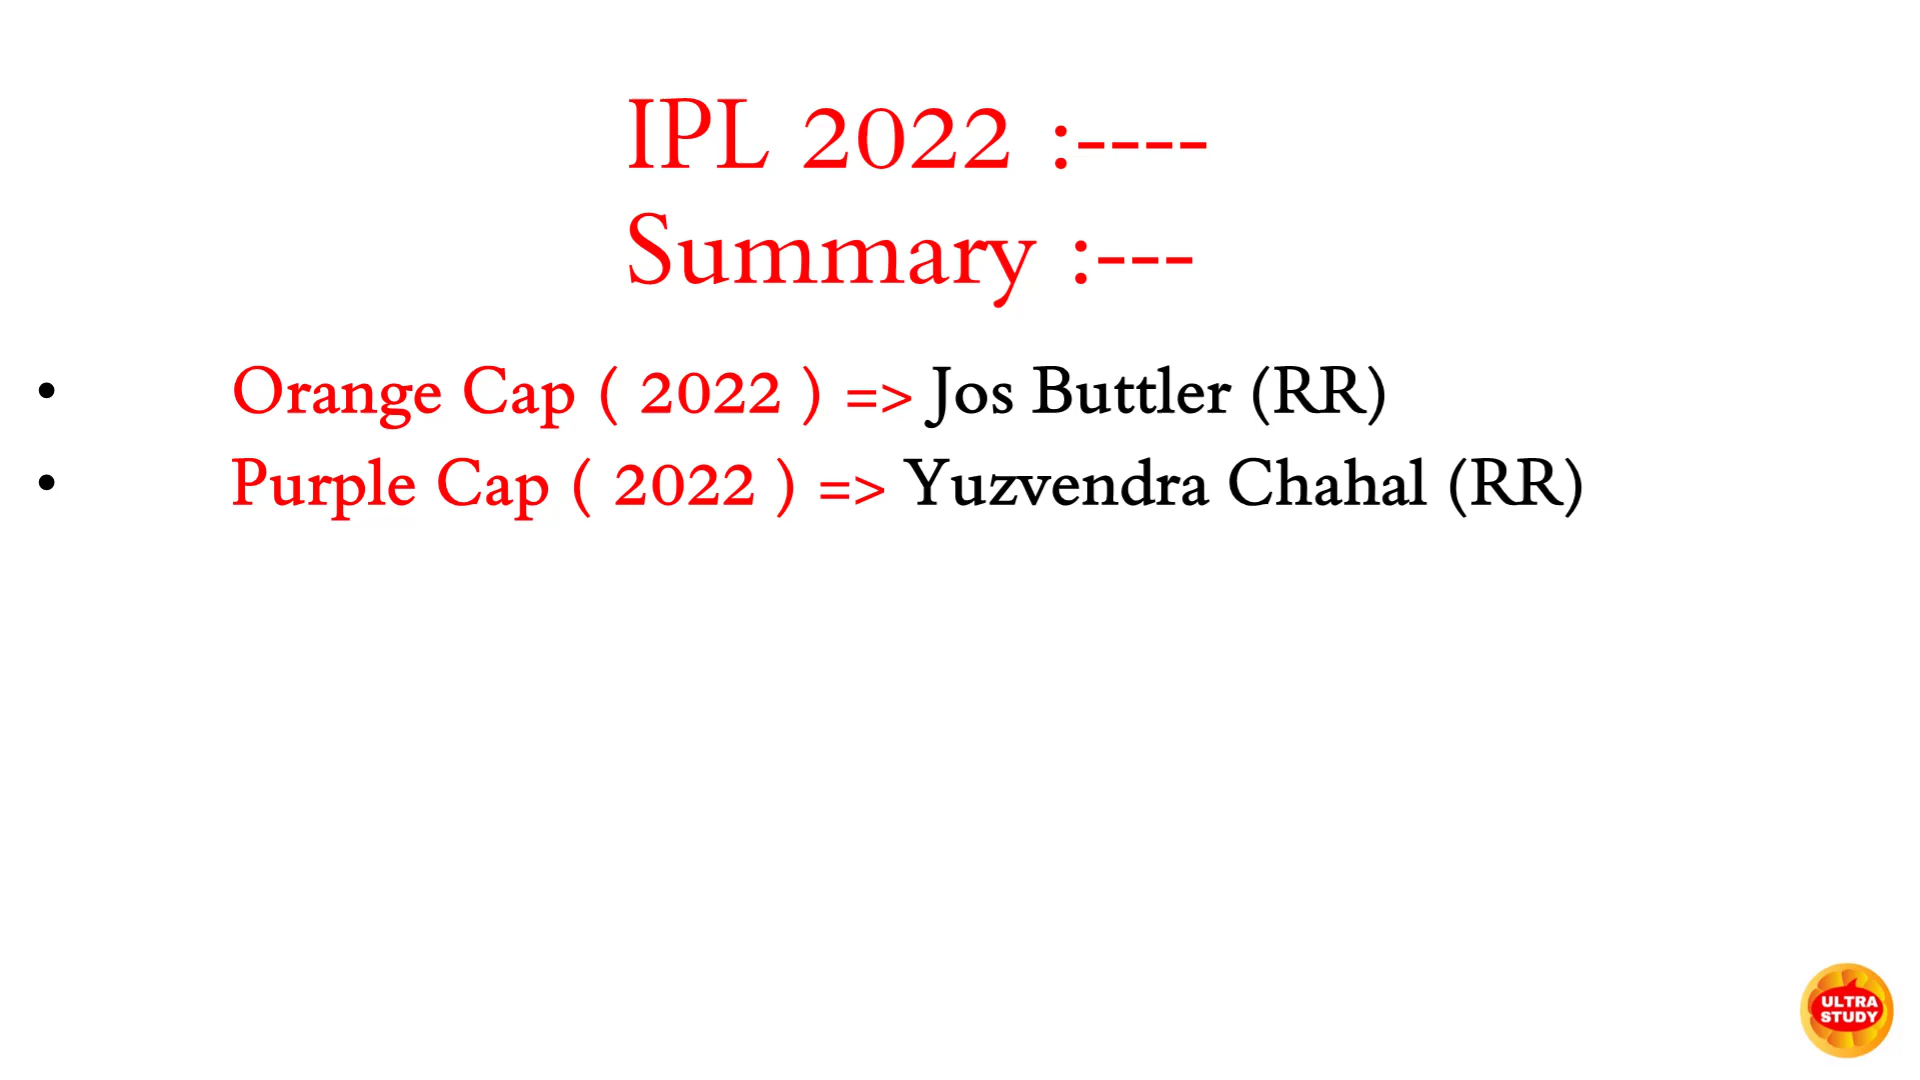 IPL 2022 :----
Summary :---
• Orange Cap ( 2022 ) => Jos Buttler (RR)
• Purple Cap ( 2022 ) => Yuzvendra Chahal (RR)
ULTRA
STUDY